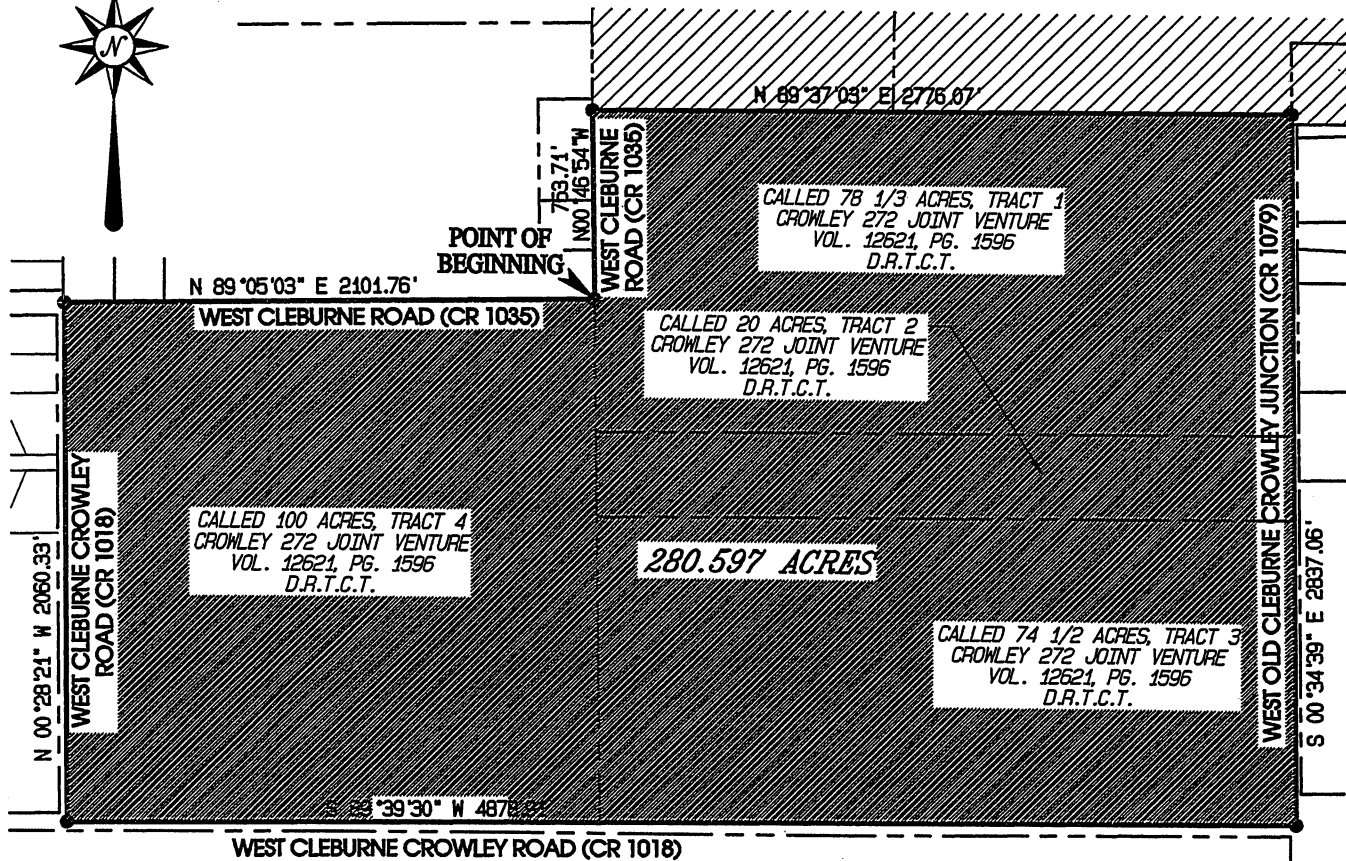 N
N 89°37'03" E 2776.07'
753.71'
N00°46'54"W
WEST CLEBURNE
ROAD (CR 1035)
CALLED 78 1/3 ACRES, TRACT 1
CROWLEY 272 JOINT VENTURE
VOL. 12621, PG. 1596
D.R.T.C.T.
POINT OF
BEGINNING
N 89°05'03" E 2101.76'
WEST CLEBURNE ROAD (CR 1035)
CALLED 20 ACRES, TRACT 2
CROWLEY 272 JOINT VENTURE
VOL. 12621, PG. 1596
D.R.T.C.T.
WEST OLD CLEBURNE CROWLEY JUNCTION (CR 1079)
S 00°34'39" E 2837.06'
N 00°28'21" W 2060.33'
WEST CLEBURNE CROWLEY
ROAD (CR 1018)
CALLED 100 ACRES, TRACT 4
CROWLEY 272 JOINT VENTURE
VOL. 12621, PG. 1596
D.R.T.C.T.
280.597 ACRES
CALLED 74 1/2 ACRES, TRACT 3
CROWLEY 272 JOINT VENTURE
VOL. 12621, PG. 1596
D.R.T.C.T.
S 89°39'30" W
WEST CLEBURNE CROWLEY ROAD (CR 1018)